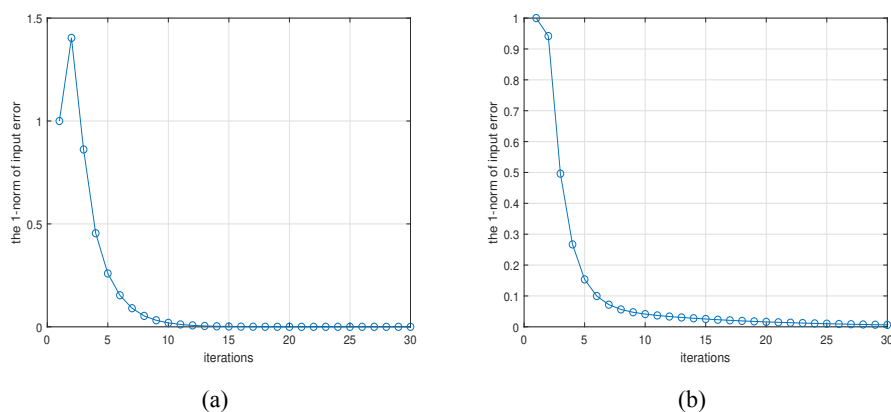 the 1-norm of input error
1.5
1
0.5
0
0 5 10 15 20 25 30
iterations
(a)
the 1-norm of input error
1
0.9
0.8
0.7
0.6
0.5
0.4
0.3
0.2
0.1
0
0 5 10 15 20 25 30
iterations
(b)